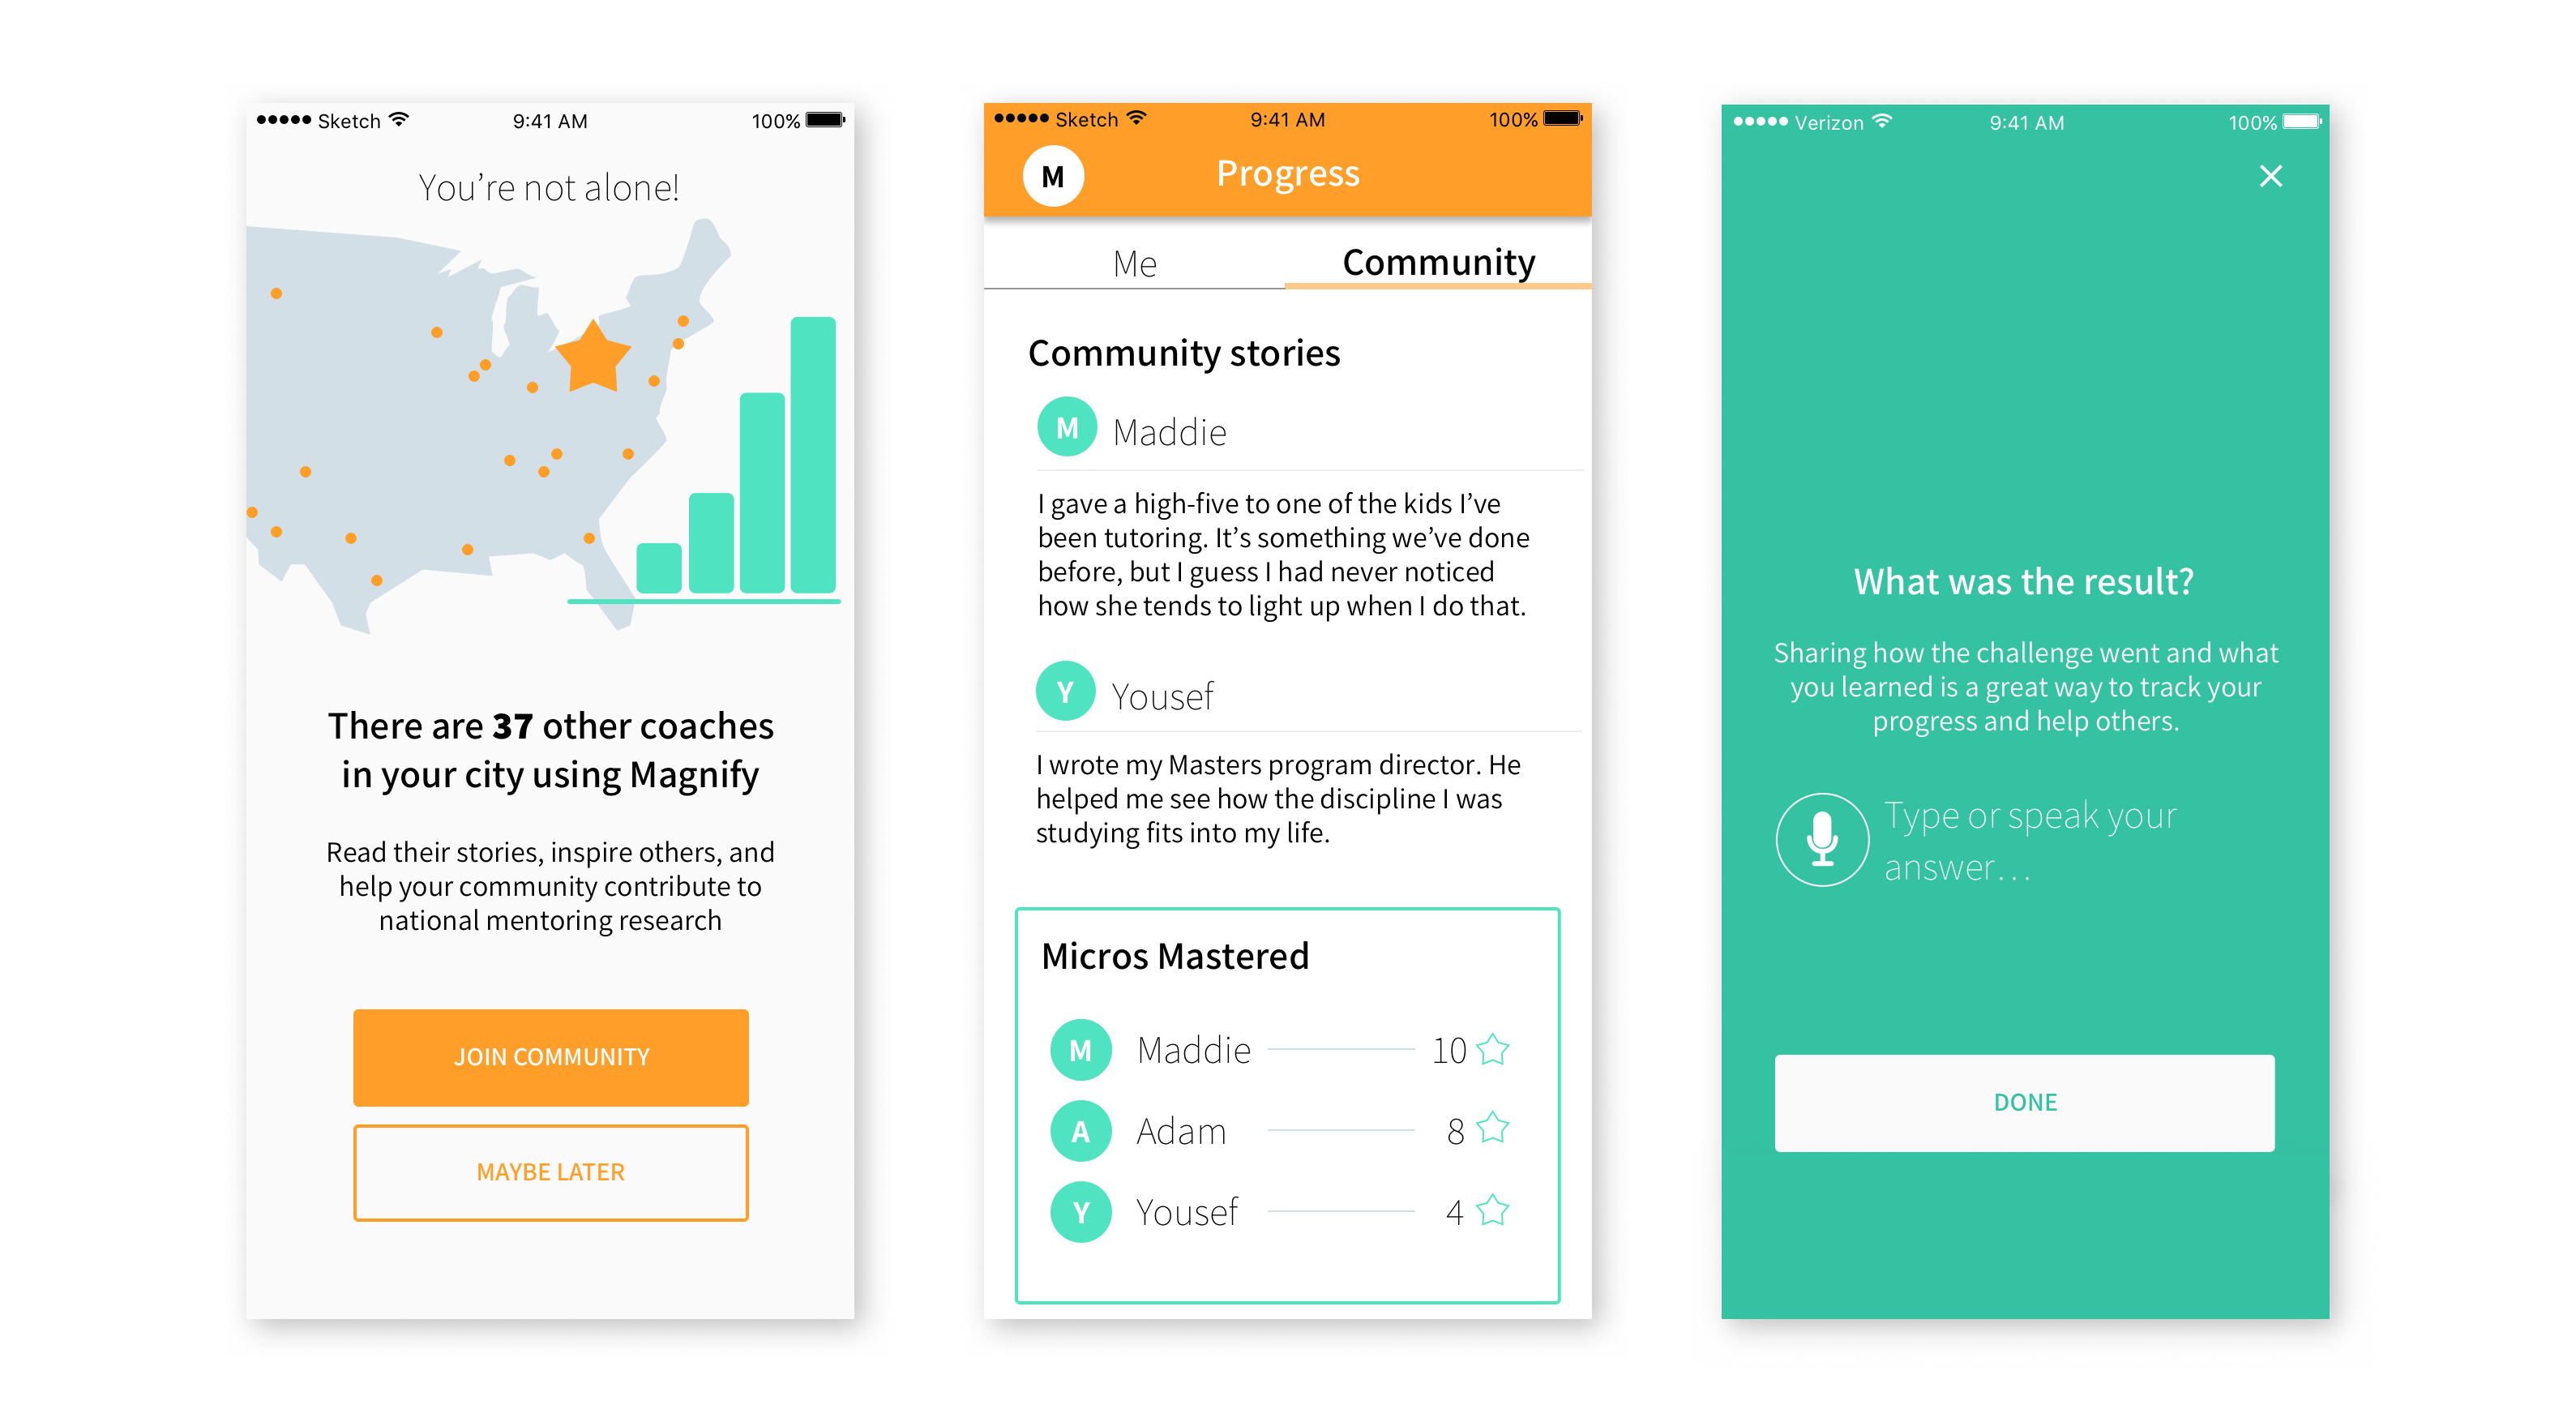 Sketch 9:41 AM 100%
You’re not alone!
There are 37 other coaches
in your city using Magnify
Read their stories, inspire others, and
help your community contribute to
national mentoring research
JOIN COMMUNITY
MAYBE LATER
Sketch 9:41 AM 100%
M Progress
Me Community
Community stories
M Maddie
I gave a high-five to one of the kids I’ve
been tutoring. It’s something we’ve done
before, but I guess I had never noticed
how she tends to light up when I do that.
Y Yousef
I wrote my Masters program director. He
helped me see how the discipline I was
studying fits into my life.
Micros Mastered
M Maddie 10
A Adam 8
Y Yousef 4
Verizon 9:41 AM 100%
What was the result?
Sharing how the challenge went and what
you learned is a great way to track your
progress and help others.
Type or speak your
answer…
DONE